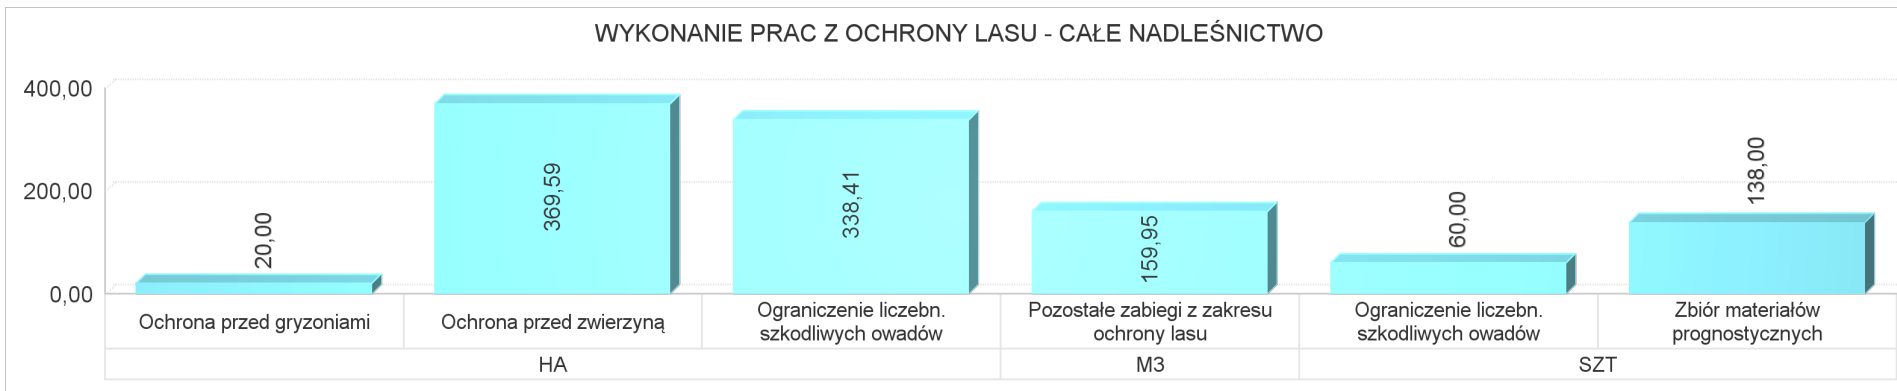 WYKONANIE PRAC Z OCHRONY LASU - CAŁE NADLEŚNICTWO
400,00
200,00
0,00
20,00
369,59
338,41
159,95
60,00
138,00
Ochrona przed gryzoniami
Ochrona przed zwierzyną
Ograniczenie liczebn.
szkodliwych owadów
Pozostałe zabiegi z zakresu
ochrony lasu
Ograniczenie liczebn.
szkodliwych owadów
Zbiór materiałów
prognostycznych
HA
M3
SZT